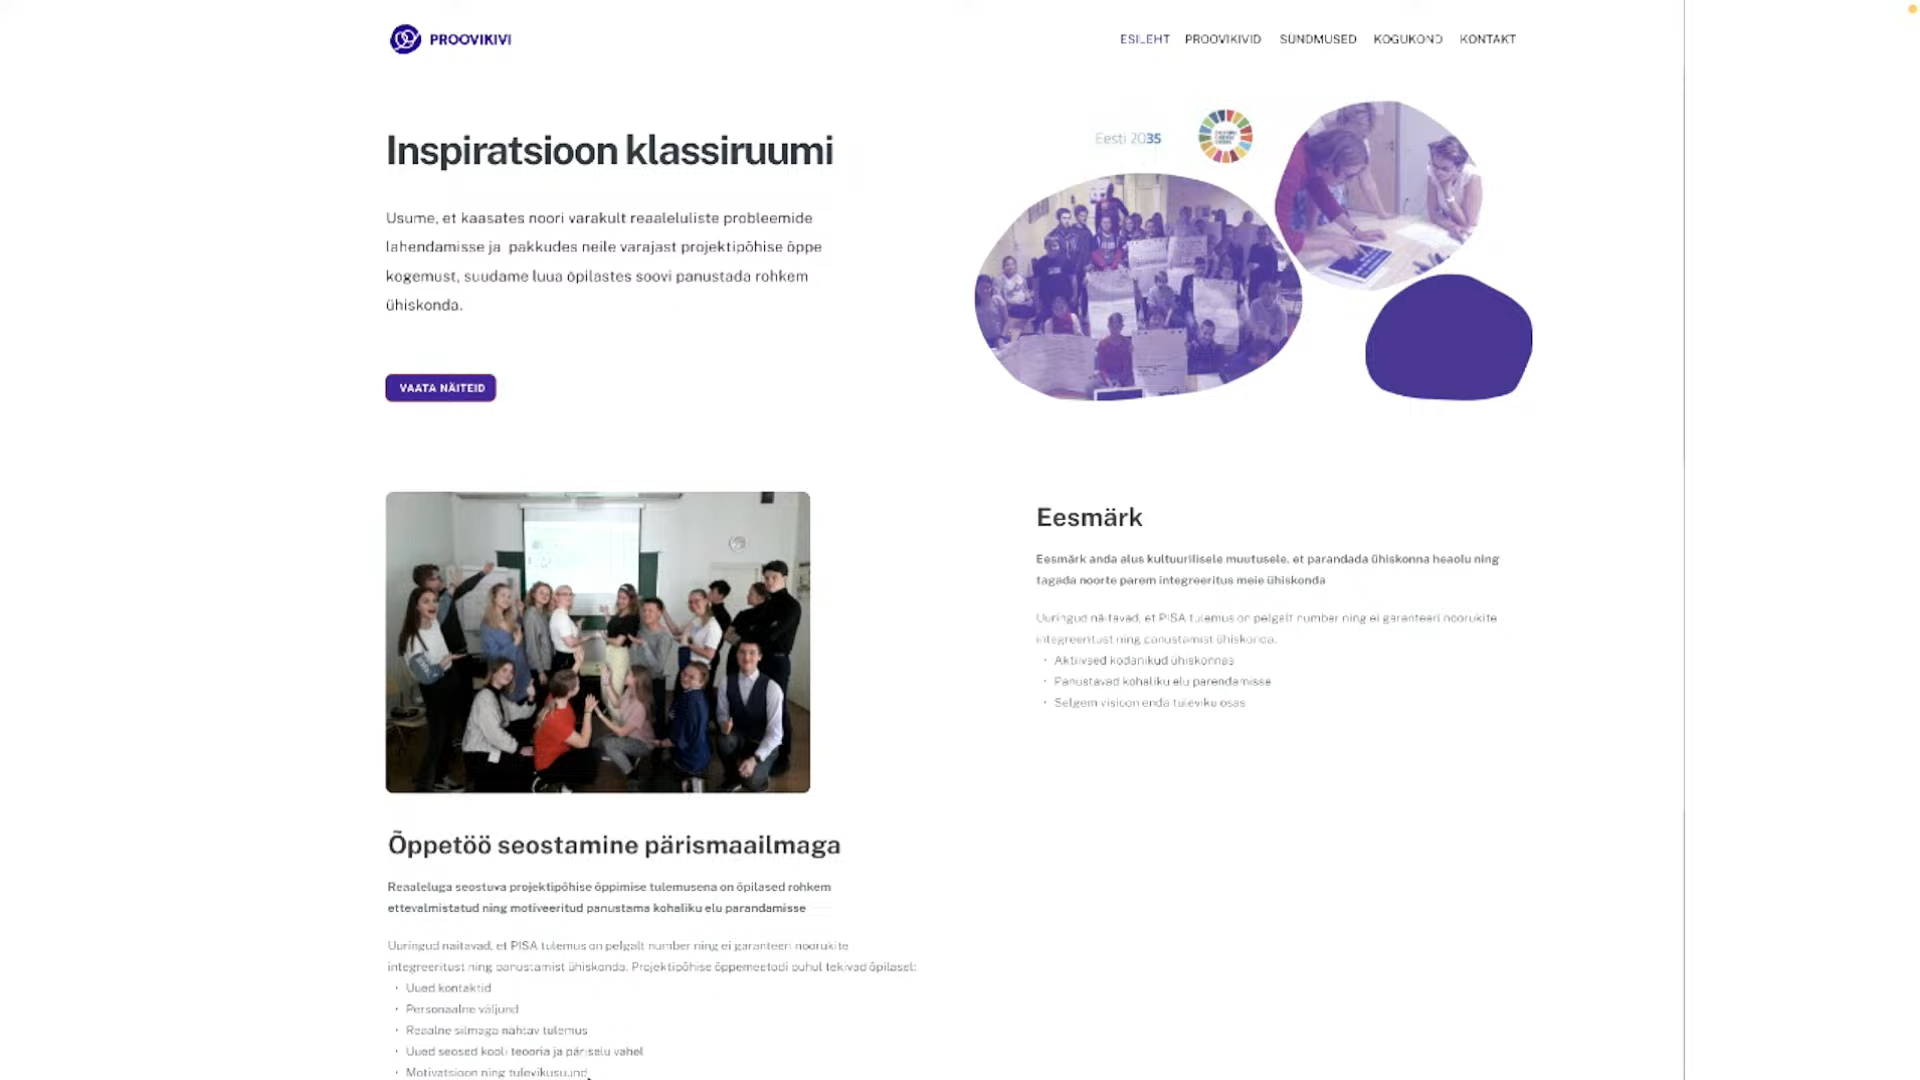 PROOVIKIVI
ESILEHT PROOVIKIVID SÜNDMUSED KOGUKOND KONTAKT
Inspiratsioon klassiruumi
Eesti 2035
Usume, et kaasates noori varakult reaaleluliste probleemide
lahendamisse ja pakkudes neile varajast projektipõhise õppe
kogemust, suudame luua õpilastes soovi panustada rohkem
ühiskonda.
VAATA NÄITEID
Eesmärk
Eesmärk anda alus kultuurilisele muutusele, et parandada ühiskonna heaolu ning
tagada noorte parem integreeritus meie ühiskonda
Uuringud näitavad, et PISA tulemus on pelgalt number ning ei garanteeri noorukite
integreeritust ning panustamist ühiskonda.
• Aktiivsed kodanikud ühiskonnas
• Panustavad kohaliku elu parendamisse
• Selgem visioon enda tuleviku osas
Õppetöö seostamine pärismaailmaga
Reaaleluga seostuva projektipõhise õppimise tulemusena on õpilased rohkem
ettevalmistatud ning motiveeritud panustama kohaliku elu parandamisse
Uuringud näitavad, et PISA tulemus on pelgalt number ning ei garanteeri noorukite
integreeritust ning panustamist ühiskonda. Projektipõhise õppemeetodi puhul tekivad õpilasel:
• Uued kontaktid
• Personaalne väljund
• Reaalne silmaga nähtav tulemus
• Uued seosed kooli teooria ja päriselu vahel
• Motivatsioon ning tulevikusuund